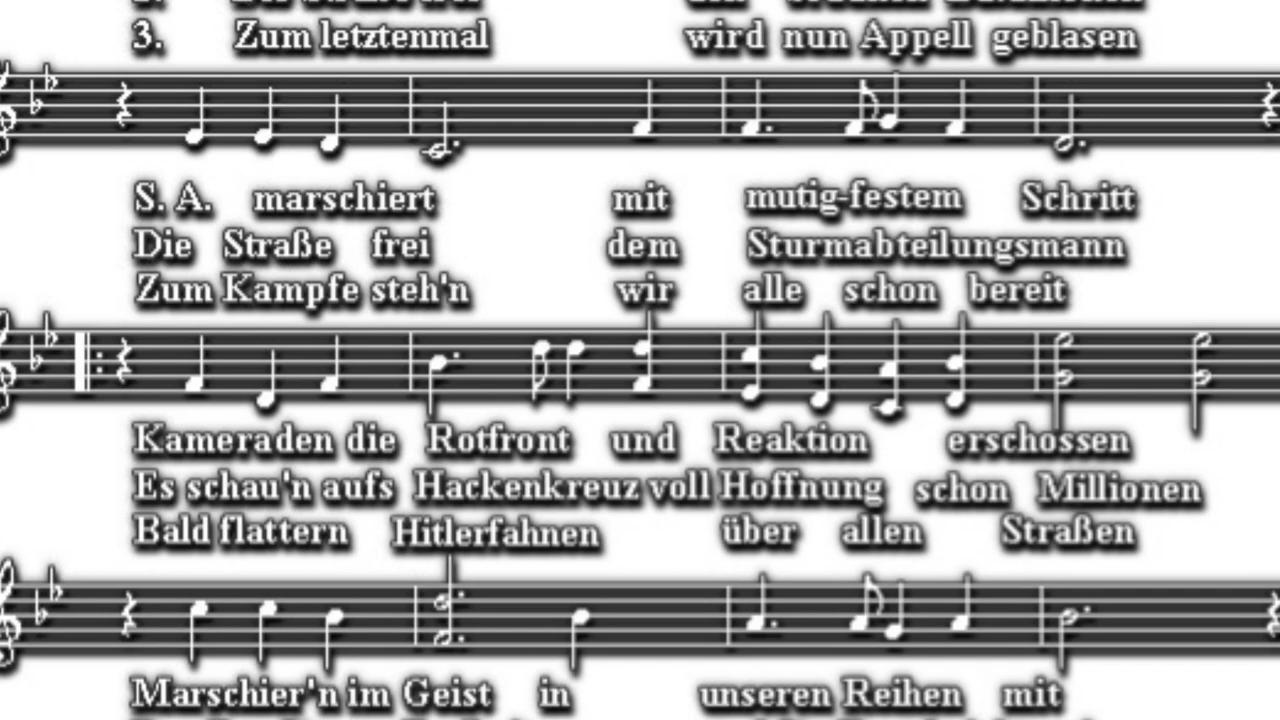 3. Zum letztenmal wird nun Appell geblasen
S. A. marschiert mit mutig-festem Schritt
Die Straße frei dem Sturmabteilungsmann
Zum Kampfe steh'n wir alle schon bereit
Kameraden die Rotfront und Reaktion erschossen
Es schau'n aufs Hackenkreuz voll Hoffnung schon Millionen
Bald flattern Hitlerfahnen über allen Straßen
Marschier'n im Geist in unseren Reihen mit